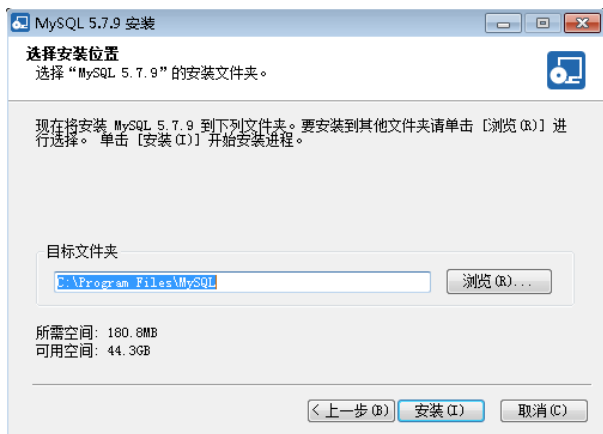 MySQL 5.7.9 安装
选择安装位置
选择“MySQL 5.7.9”的安装文件夹。
现在将安装 MySQL 5.7.9 到下列文件夹。要安装到其他文件夹请单击 [浏览(R)] 进
行选择。 单击 [安装(I)] 开始安装进程。
目标文件夹
C:\Program Files\MySQL
浏览(R)...
所需空间: 180.8MB
可用空间: 44.3GB
< 上一步(B) 安装(I) 取消(C)